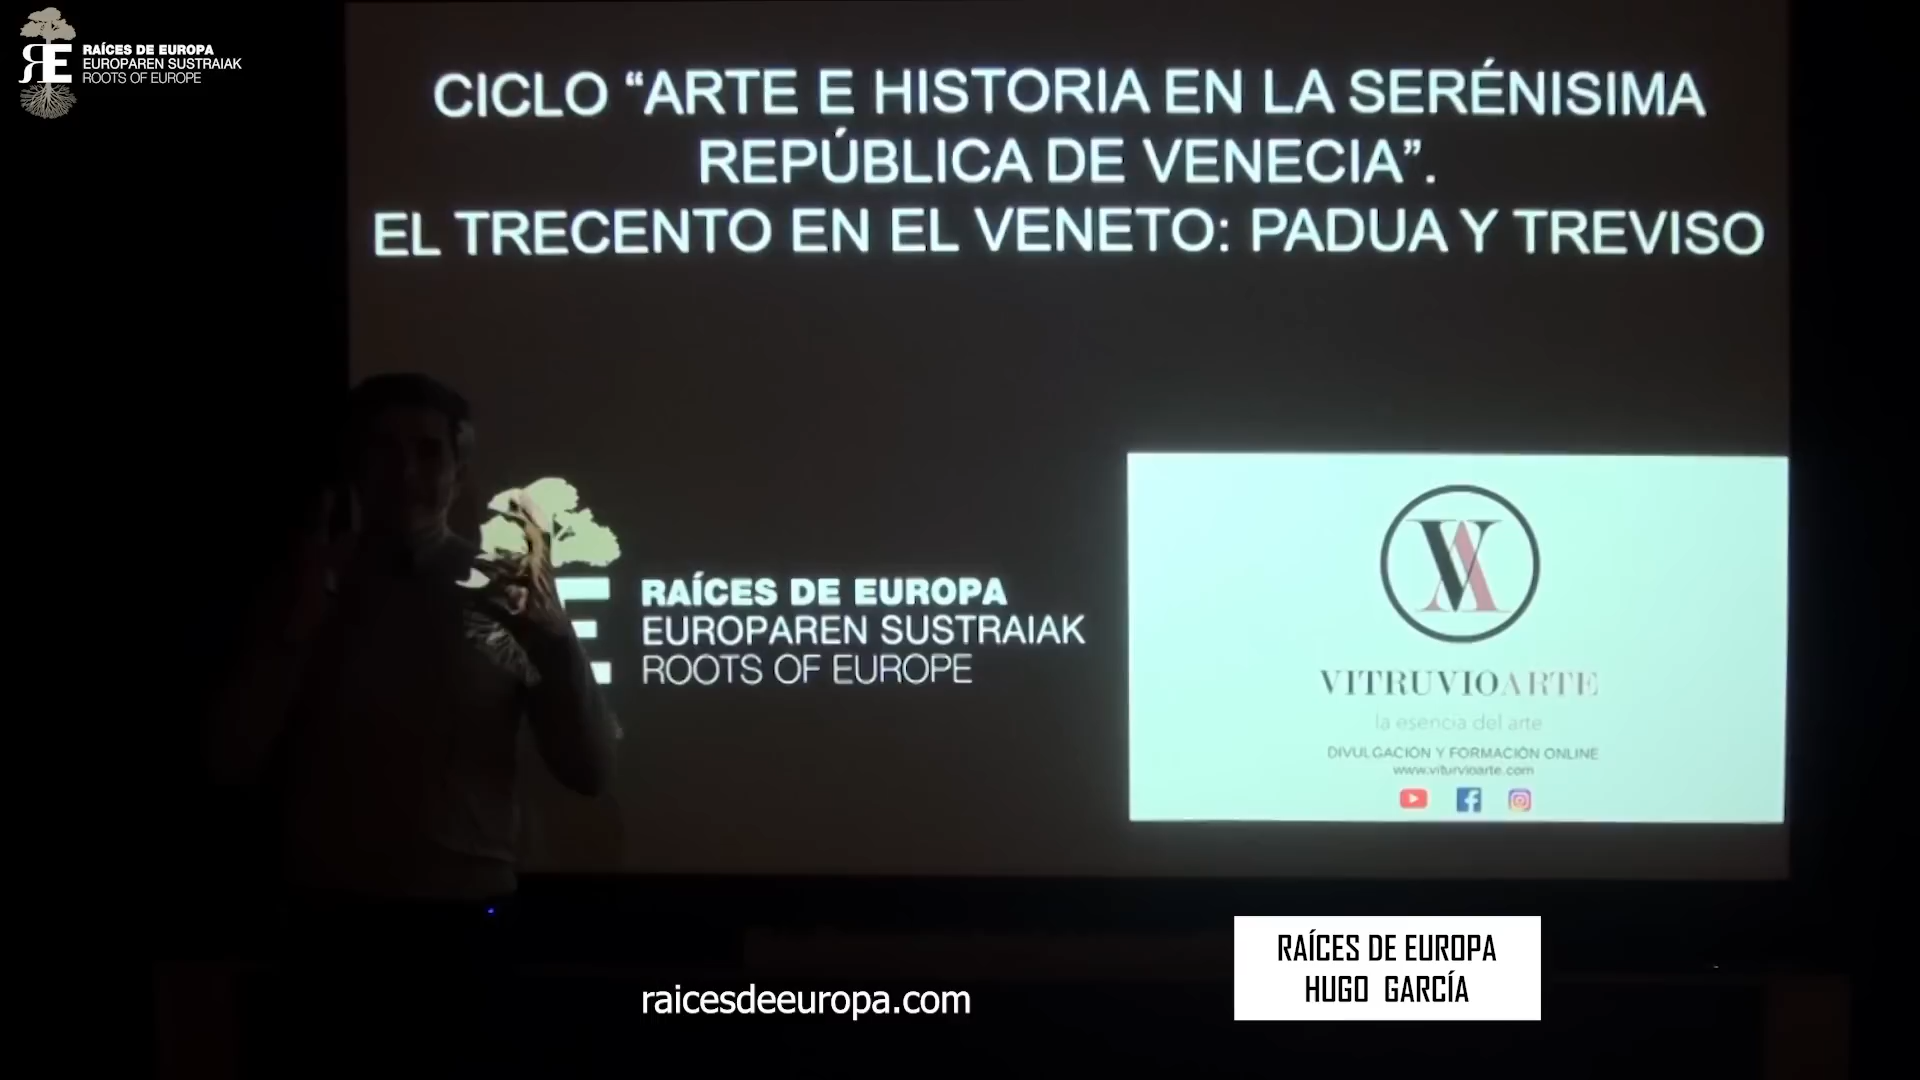 RAÍCES DE EUROPA
EUROPAREN SUSTRAIAK
ROOTS OF EUROPE
CICLO “ARTE E HISTORIA EN LA SERÉNISIMA
REPÚBLICA DE VENECIA”.
EL TRECENTO EN EL VENETO: PADUA Y TREVISO
E
RAÍCES DE EUROPA
EUROPAREN SUSTRAIAK
ROOTS OF EUROPE
VA
VITRUVIOARTE
la esencia del arte
DIVULGACIÓN Y FORMACIÓN ONLINE
www.viturvioarte.com
RAÍCES DE EUROPA
HUGO GARCÍA
raicesdeeuropa.com